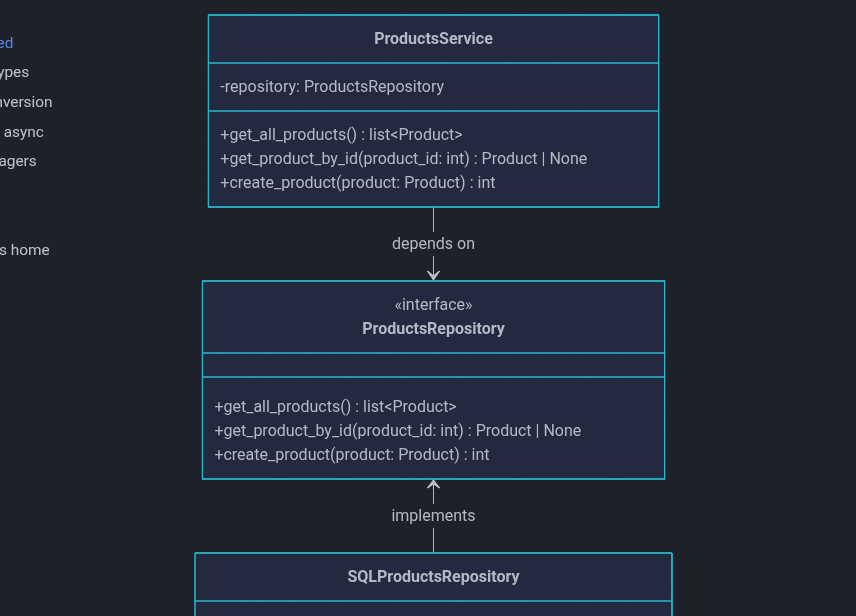 ed
ypes
nversion
async
agers
s home
ProductsService
-repository: ProductsRepository
+get_all_products() : list<Product>
+get_product_by_id(product_id: int) : Product | None
+create_product(product: Product) : int
depends on
«interface»
ProductsRepository
+get_all_products() : list<Product>
+get_product_by_id(product_id: int) : Product | None
+create_product(product: Product) : int
implements
SQLProductsRepository